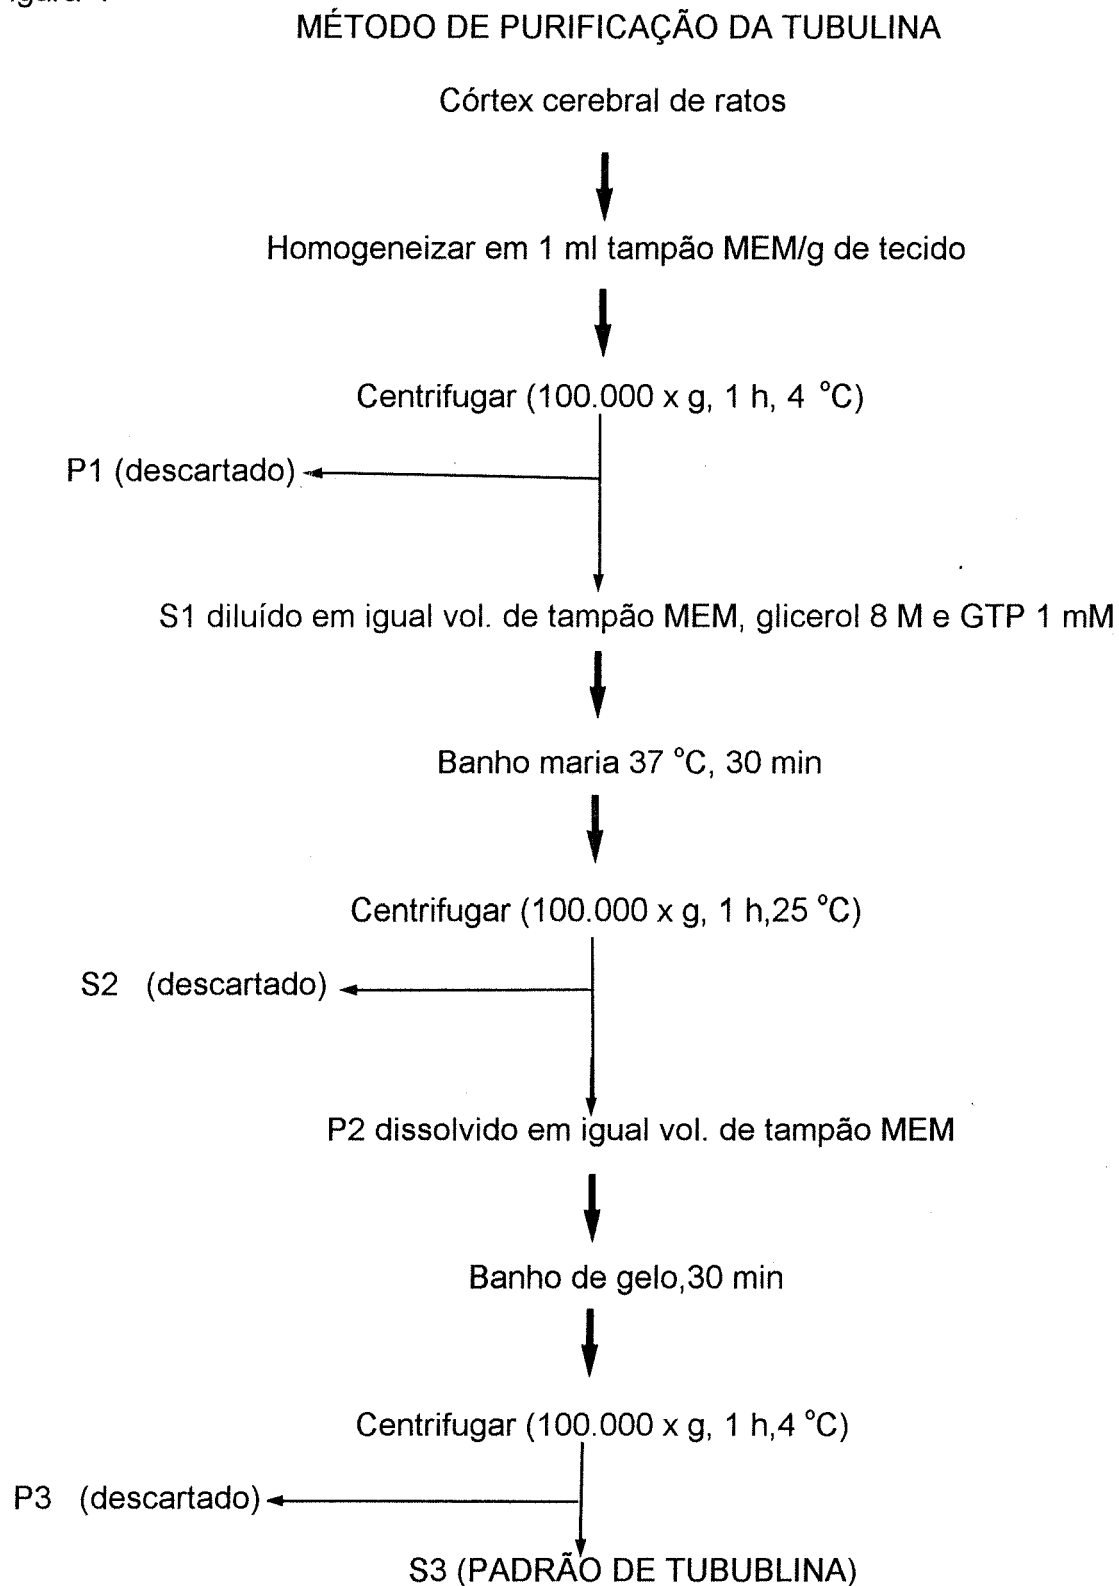 MÉTODO DE PURIFICAÇÃO DA TUBULINA
Córtex cerebral de ratos
Homogeneizar em 1 ml tampão MEM/g de tecido
Centrifugar (100.000 x g, 1 h, 4 °C)
P1 (descartado)
S1 diluído em igual vol. de tampão MEM, glicerol 8 M e GTP 1 mM
Banho maria 37 °C, 30 min
Centrifugar (100.000 x g, 1 h,25 °C)
S2 (descartado)
P2 dissolvido em igual vol. de tampão MEM
Banho de gelo,30 min
Centrifugar (100.000 x g, 1 h,4 °C)
P3 (descartado)
S3 (PADRÃO DE TUBUBLINA)